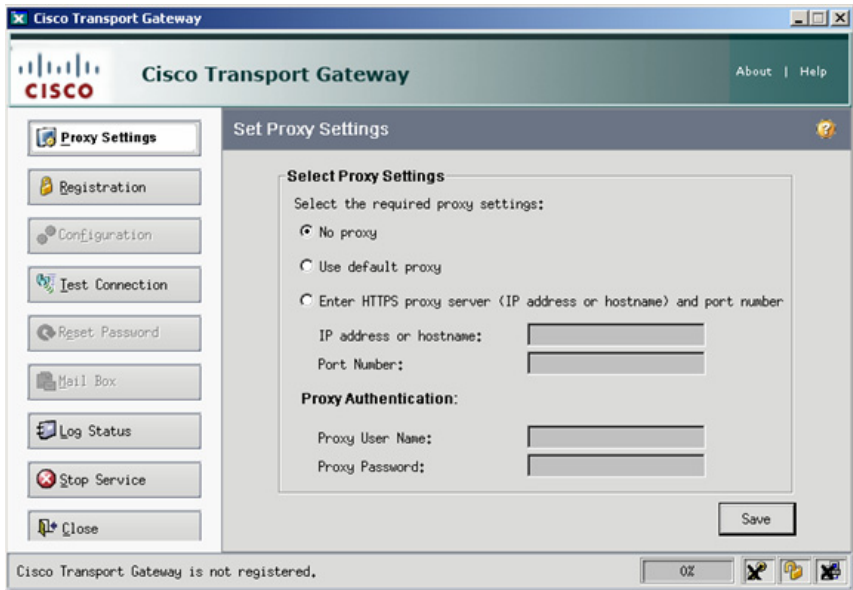 Cisco Transport Gateway
CISCO
Cisco Transport Gateway
About | Help
Proxy Settings
Registration
Configuration
Test Connection
Reset Password
Mail Box
Log Status
Stop Service
Close
Set Proxy Settings
Select Proxy Settings
Select the required proxy settings:
No proxy
Use default proxy
Enter HTTPS proxy server (IP address or hostname) and port number
IP address or hostname:
Port Number:
Proxy Authentication:
Proxy User Name:
Proxy Password:
Save
Cisco Transport Gateway is not registered.
0%